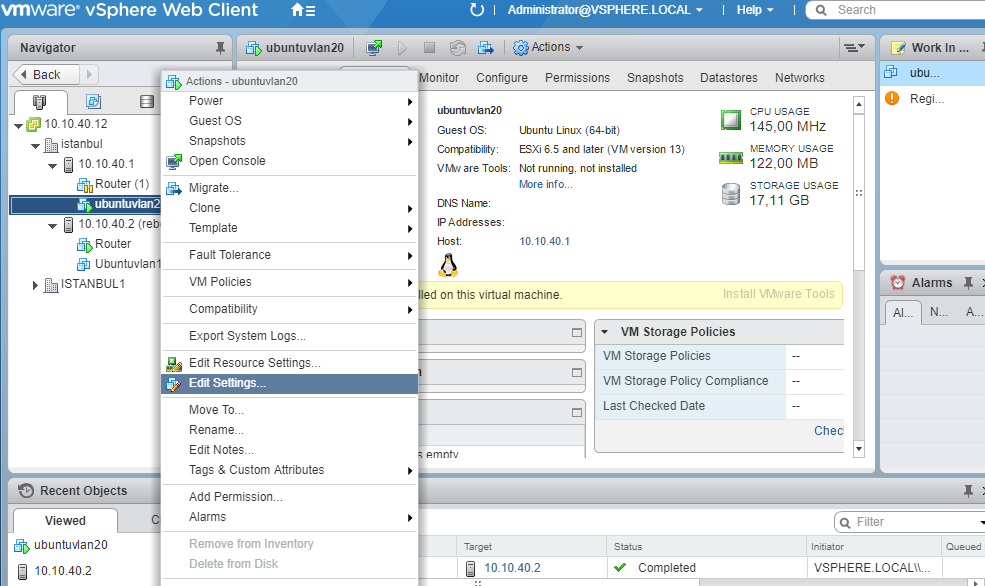 vmware® vSphere Web Client
Administrator@VSPHERE.LOCAL
Help
Search
Navigator
Back
10.10.40.12
istanbul
10.10.40.1
Router (1)
ubuntuvlan2
10.10.40.2 (reb
Router
Ubuntuvlan1
ISTANBUL1
ubuntuvlan20
Actions
Monitor
Configure
Permissions
Snapshots
Datastores
Networks
ubuntuvlan20
Guest OS: Ubuntu Linux (64-bit)
Compatibility: ESXi 6.5 and later (VM version 13)
VMware Tools: Not running, not installed
More info...
DNS Name:
IP Addresses:
Host: 10.10.40.1
CPU USAGE
145,00 MHz
MEMORY USAGE
122,00 MB
STORAGE USAGE
17,11 GB
lled on this virtual machine.
Install VMware Tools
VM Storage Policies
VM Storage Policies --
VM Storage Policy Compliance --
Last Checked Date --
Chec
s empty
Actions - ubuntuvlan20
Power
Guest OS
Snapshots
Open Console
Migrate...
Clone
Template
Fault Tolerance
VM Policies
Compatibility
Export System Logs...
Edit Resource Settings...
Edit Settings...
Move To...
Rename...
Edit Notes...
Tags & Custom Attributes
Add Permission...
Alarms
Remove from Inventory
Delete from Disk
Work In ...
ubu...
Regi...
Alarms
Al...
N...
A...
Recent Objects
Viewed
C
ubuntuvlan20
10.10.40.2
Filter
Target
Status
Initiator
Queued
10.10.40.2
Completed
VSPHERE.LOCAL\\...